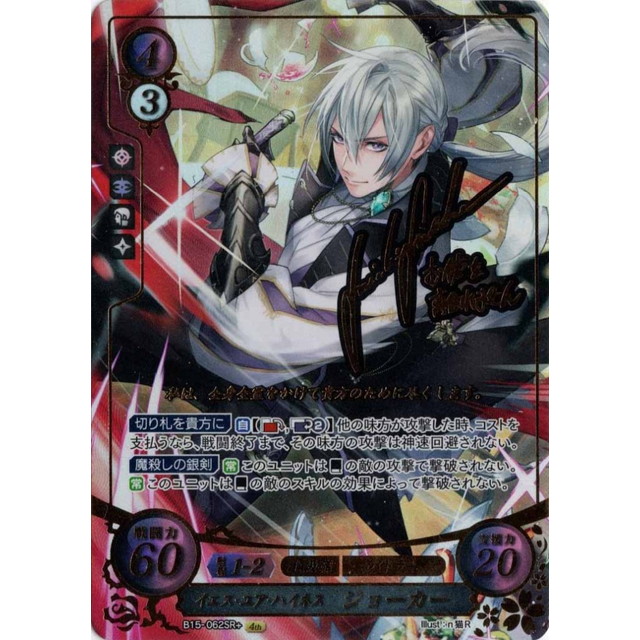 4
3
私は、全身全霊をかけて貴方のために尽くします。
切り札を貴方に 自【、③】他の味方が攻撃した時、コストを
支払うなら、戦闘終了まで、その味方の攻撃は神速回避されない。
魔殺しの銀剣 常このユニットは の敵の攻撃で撃破されない。
常このユニットは の敵のスキルの効果によって撃破されない。
戦闘力
60
射程 1-2
支援力
20
イエス・ユア・ハイネス ジョーカー
B15-062SR+ 4th
Illust：n猫R